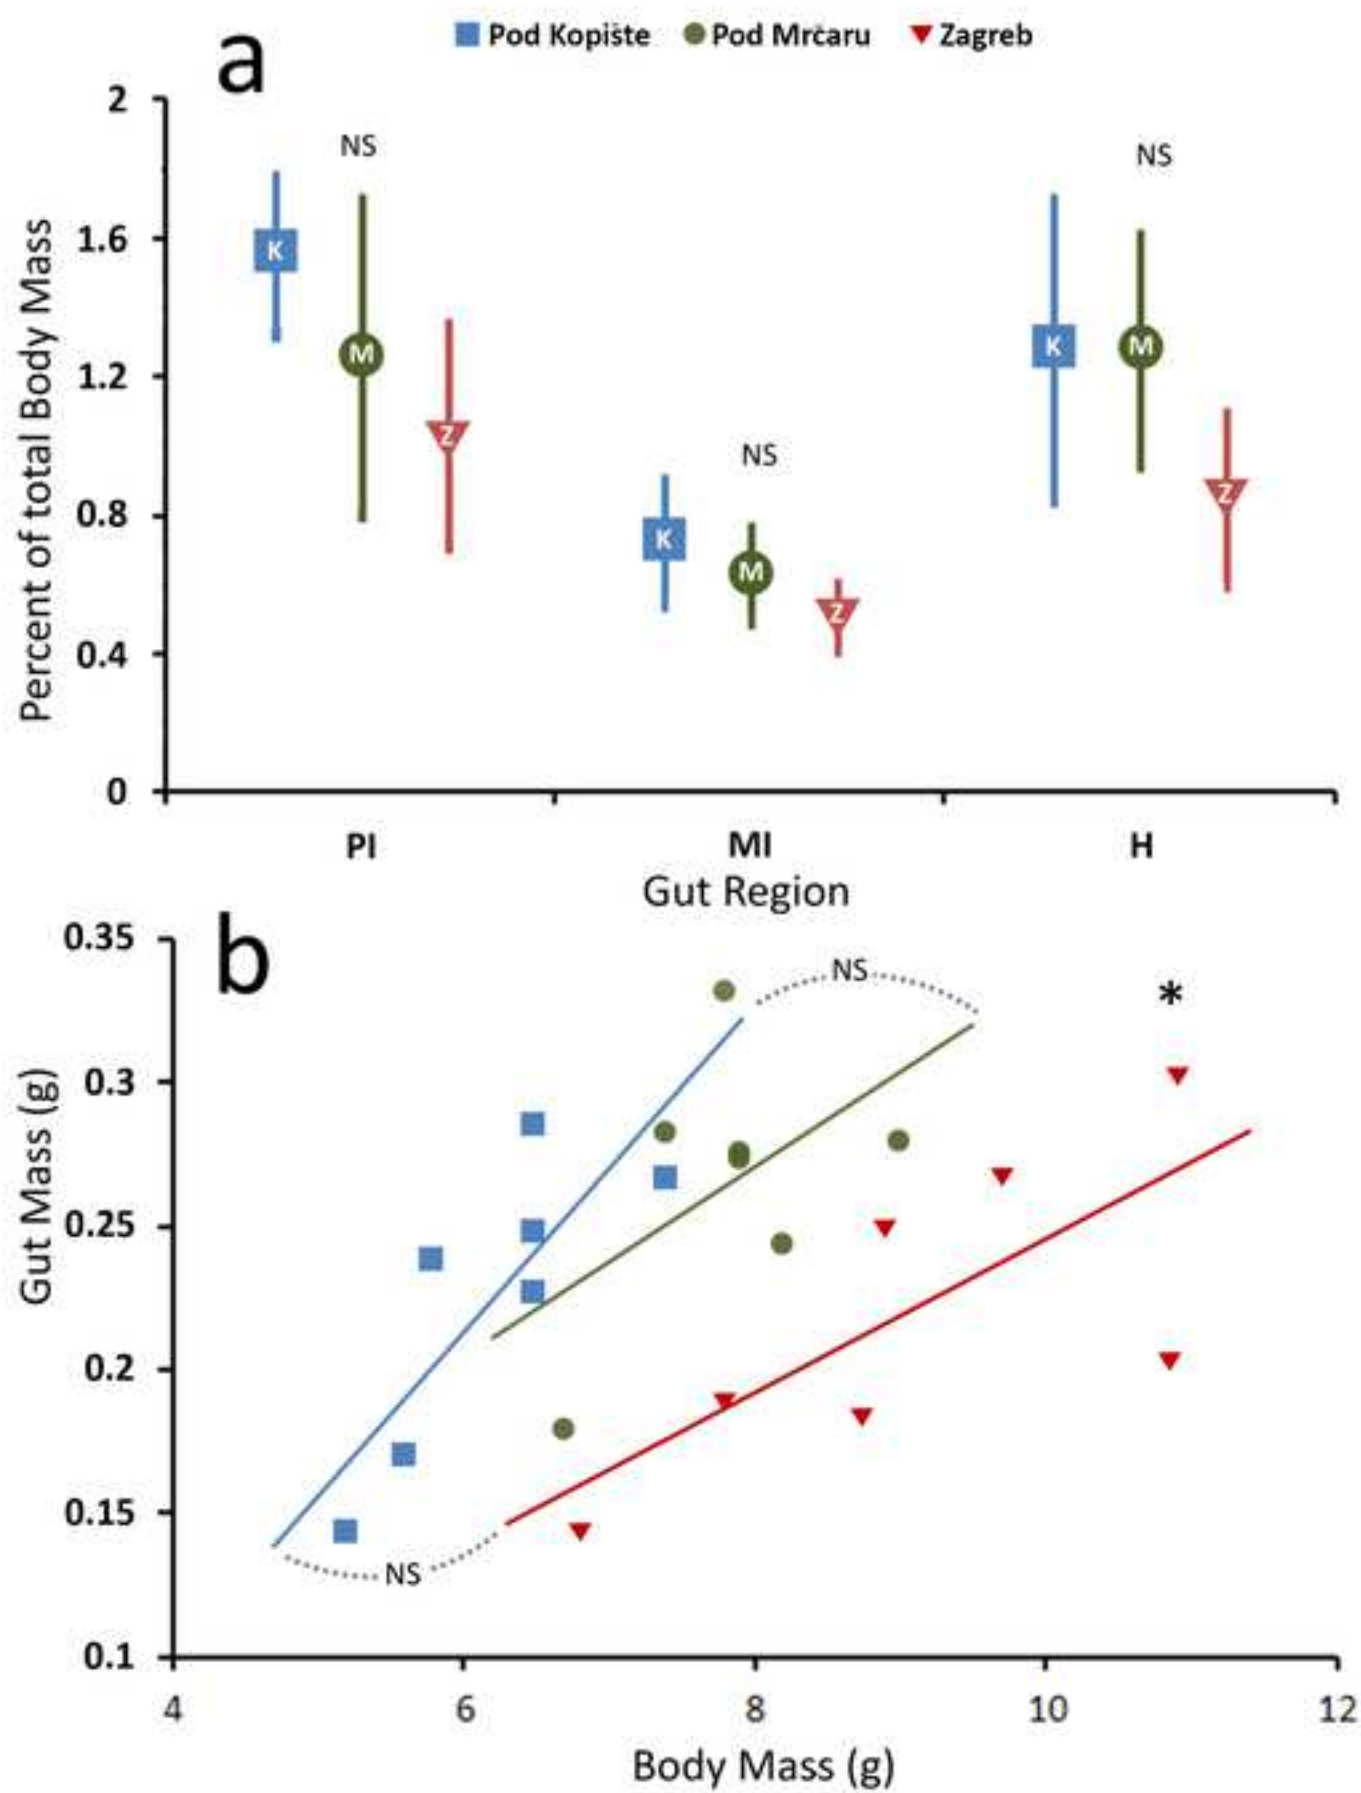 a
Pod Kopište Pod Mrčaru Zagreb
Percent of total Body Mass
2
1.6
1.2
0.8
0.4
0
NS
NS
NS
K
M
Z
K
M
Z
K
M
Z
PI MI H
Gut Region
b
Gut Mass (g)
0.35
0.3
0.25
0.2
0.15
0.1
NS
*
NS
4 6 8 10 12
Body Mass (g)